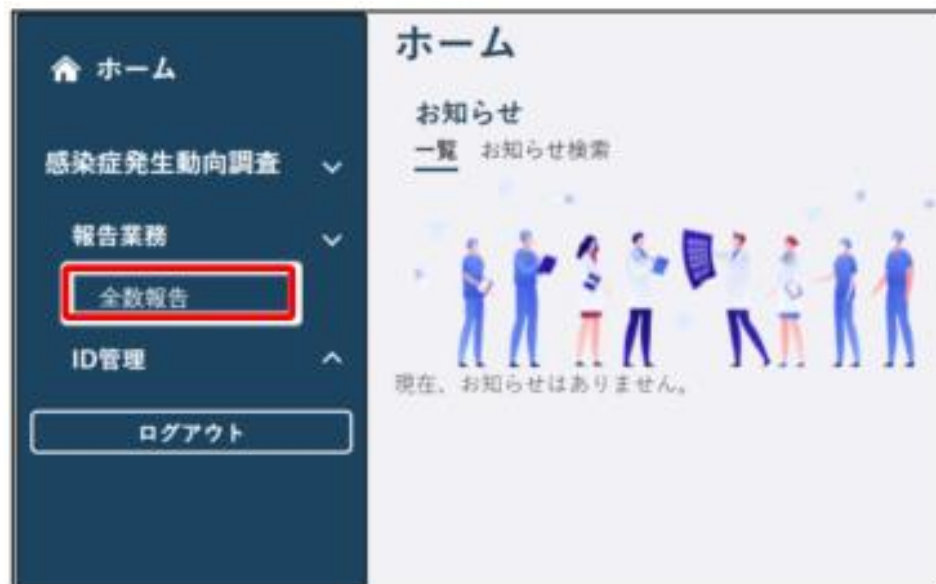 ホーム
感染症発生動向調査
報告業務
全数報告
ID管理
ログアウト
ホーム
お知らせ
一覧 お知らせ検索
現在、お知らせはありません。